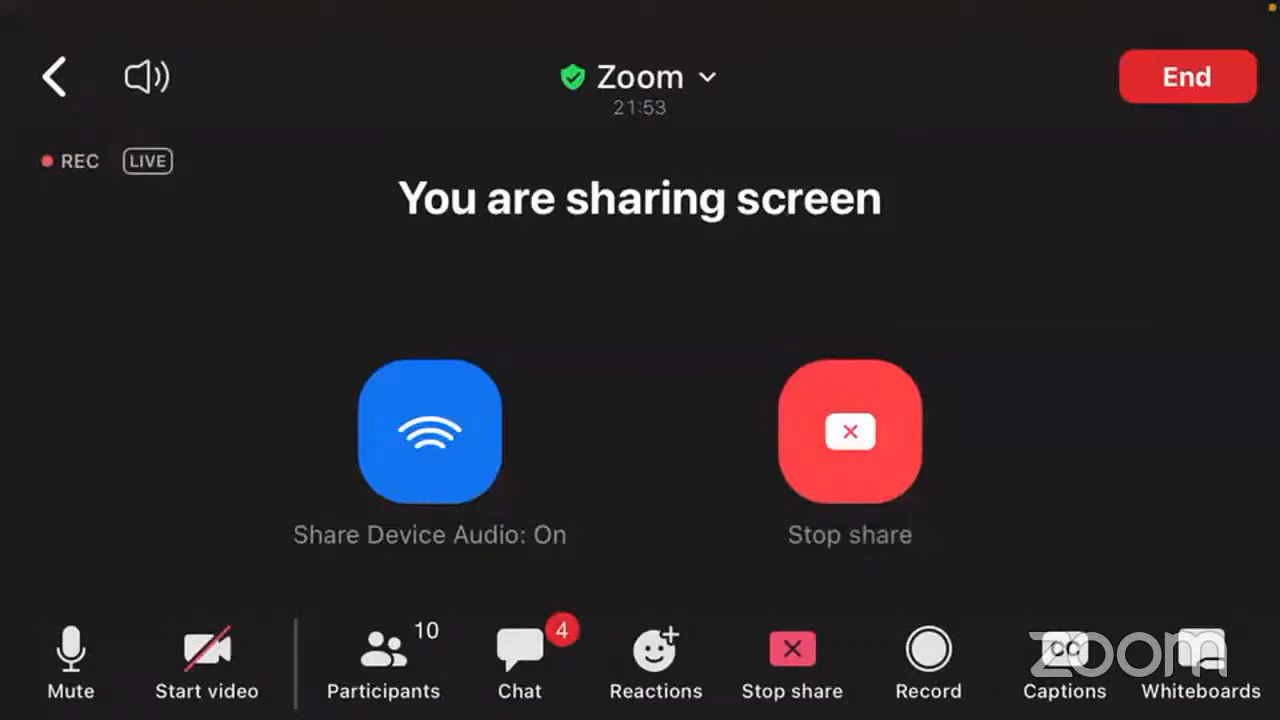 Zoom
End
21:53
REC
LIVE
You are sharing screen
Share Device Audio: On
Stop share
10
4
CC
zoom
Mute
Start video
Participants
Chat
Reactions
Stop share
Record
Captions
Whiteboards